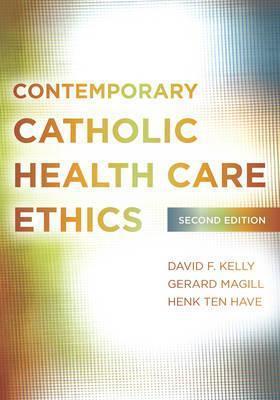 CONTEMPORARY
CATHOLIC
HEALTH CARE
ETHICS
SECOND EDITION
DAVID F. KELLY
GERARD MAGILL
HENK TEN HAVE